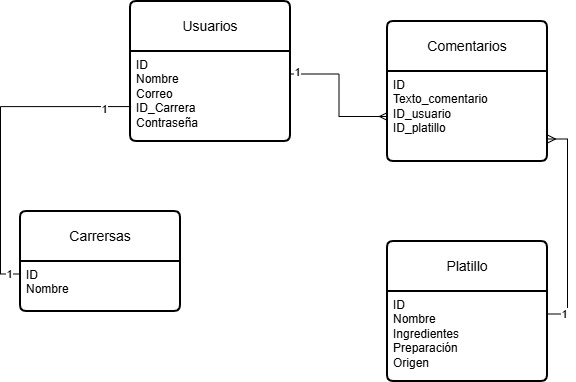 Usuarios
ID
Nombre
Correo
ID_Carrera
Contraseña
1
1
Comentarios
ID
Texto_comentario
ID_usuario
ID_platillo
Carrersas
ID
Nombre
1
Platillo
ID
Nombre
Ingredientes
Preparación
Origen
1